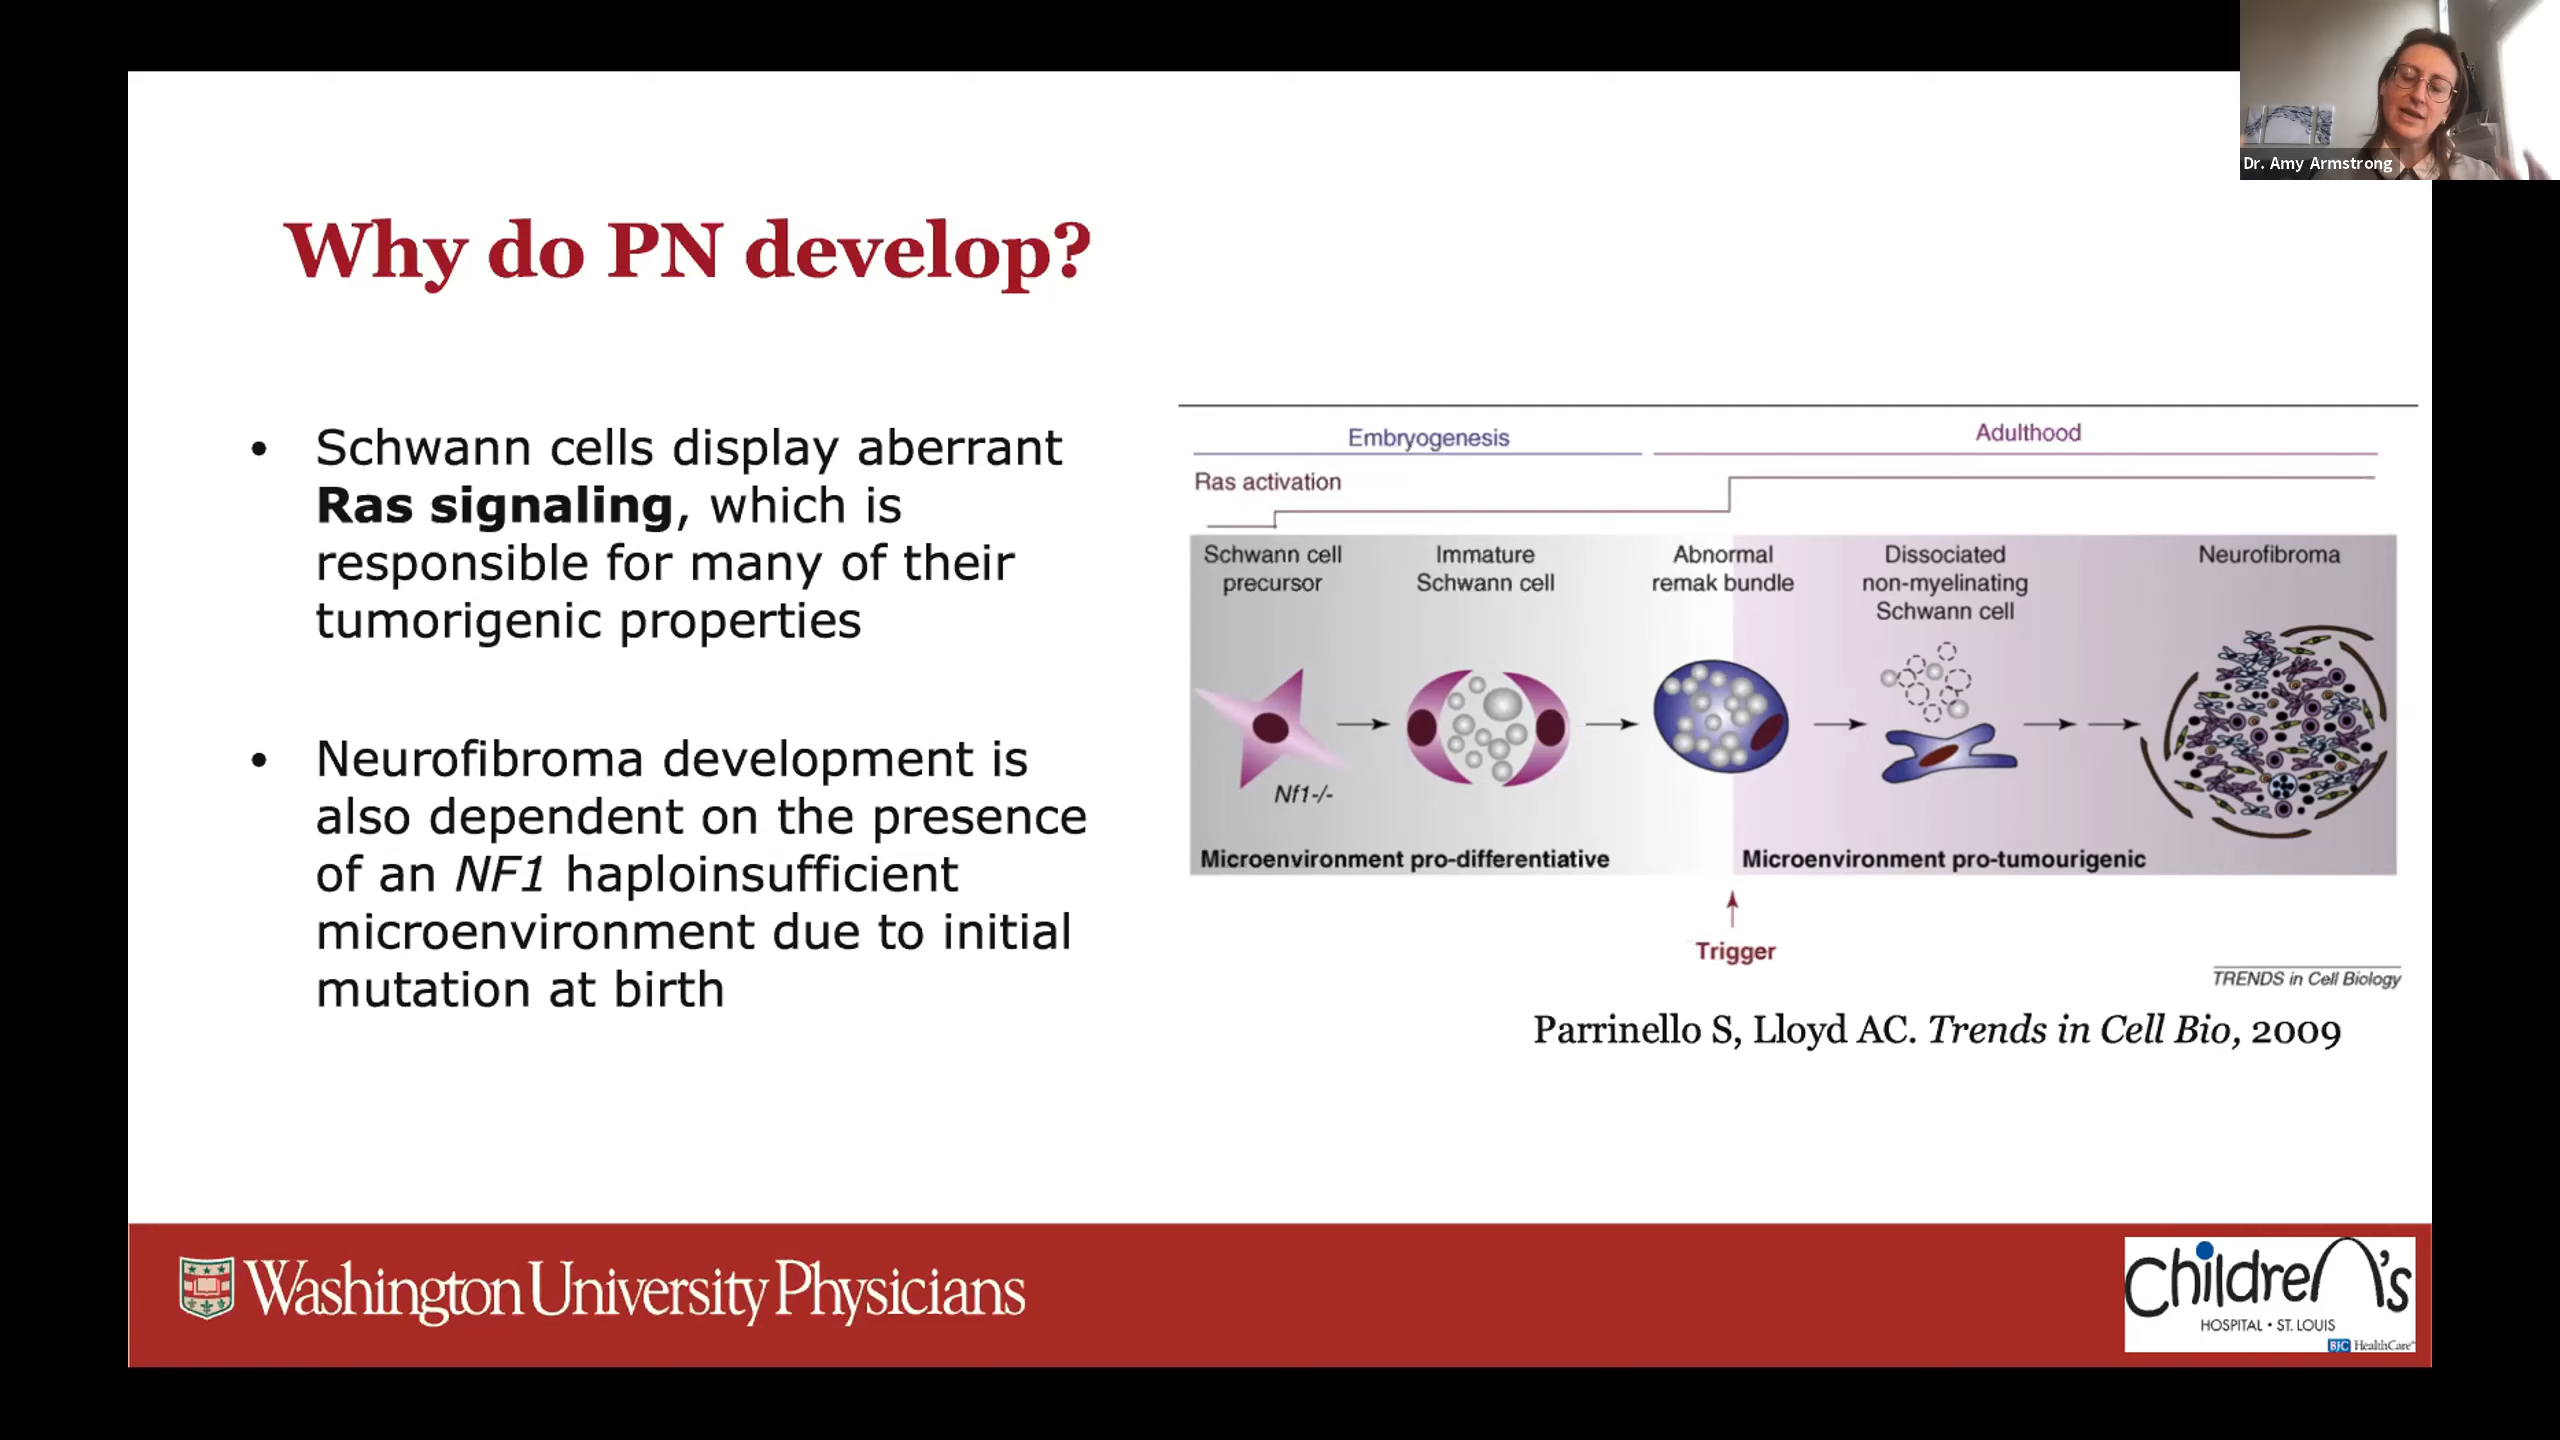 Dr. Amy Armstrong
Why do PN develop?
• Schwann cells display aberrant
Ras signaling, which is
responsible for many of their
tumorigenic properties
• Neurofibroma development is
also dependent on the presence
of an NF1 haploinsufficient
microenvironment due to initial
mutation at birth
Embryogenesis
Adulthood
Ras activation
Schwann cell
precursor
Immature
Schwann cell
Abnormal
remak bundle
Dissociated
non-myelinating
Schwann cell
Neurofibroma
Nf1-/-
Microenvironment pro-differentiative
Microenvironment pro-tumourigenic
Trigger
TRENDS in Cell Biology
Parrinello S, Lloyd AC. Trends in Cell Bio, 2009
Washington University Physicians
Children's
HOSPITAL • ST. LOUIS
BJC HealthCare